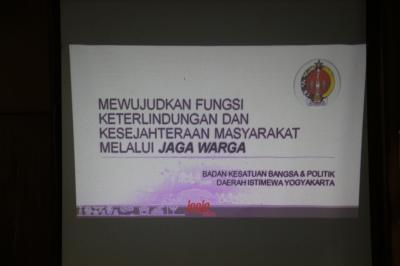 MEWUJUDKAN FUNGSI
KETERLINDUNGAN DAN
KESEJAHTERAAN MASYARAKAT
MELALUI JAGA WARGA
BADAN KESATUAN BANGSA & POLITIK
DAERAH ISTIMEWA YOGYAKARTA